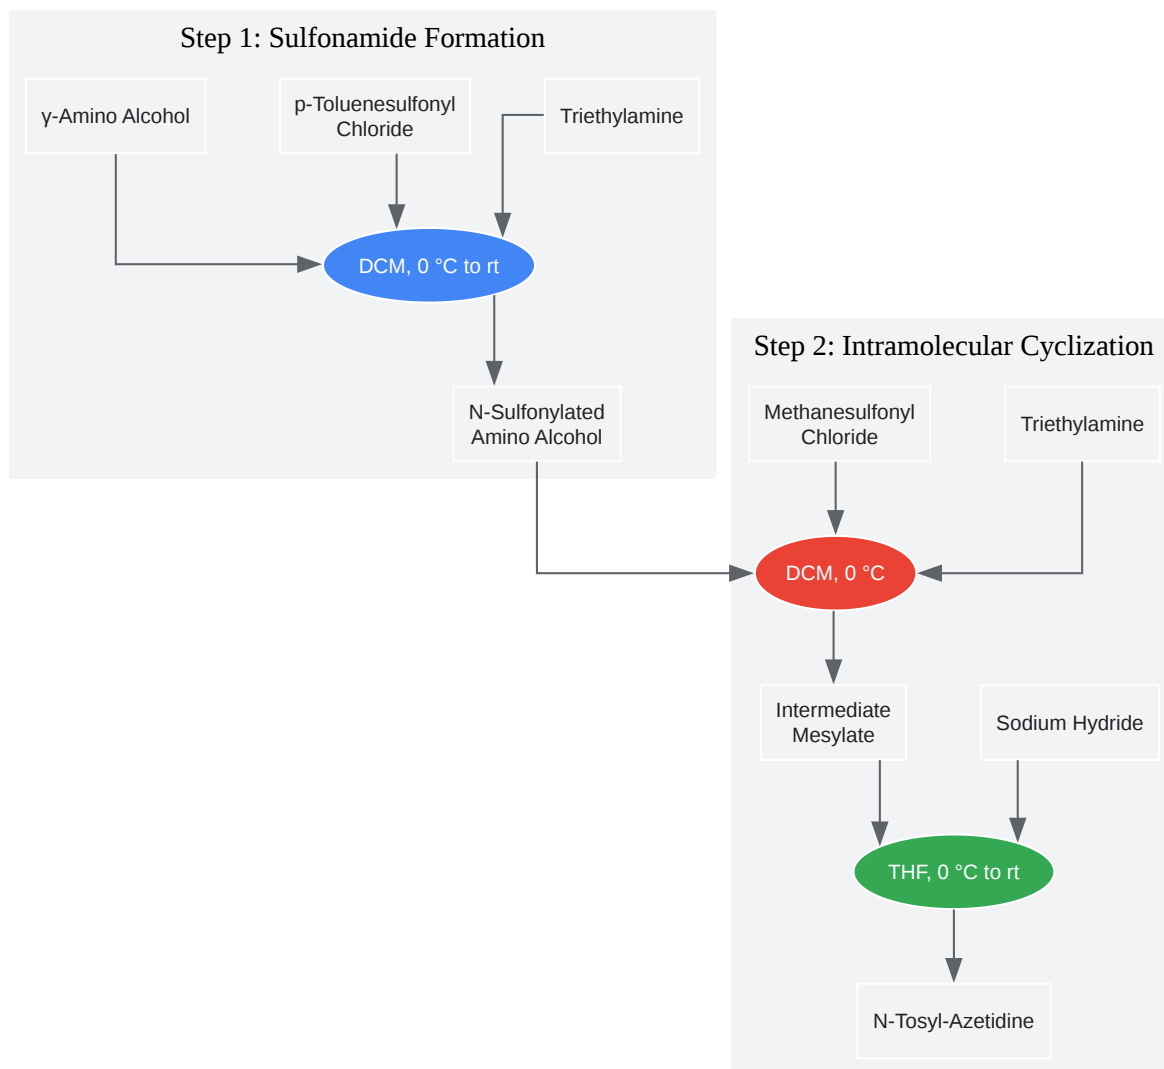 Step 1: Sulfonamide Formation
γ-Amino Alcohol
p-Toluenesulfonyl
Chloride
Triethylamine
DCM, 0 °C to rt
N-Sulfonylated
Amino Alcohol
Step 2: Intramolecular Cyclization
Methanesulfonyl
Chloride
Triethylamine
DCM, 0 °C
Intermediate
Mesylate
Sodium Hydride
THF, 0 °C to rt
N-Tosyl-Azetidine